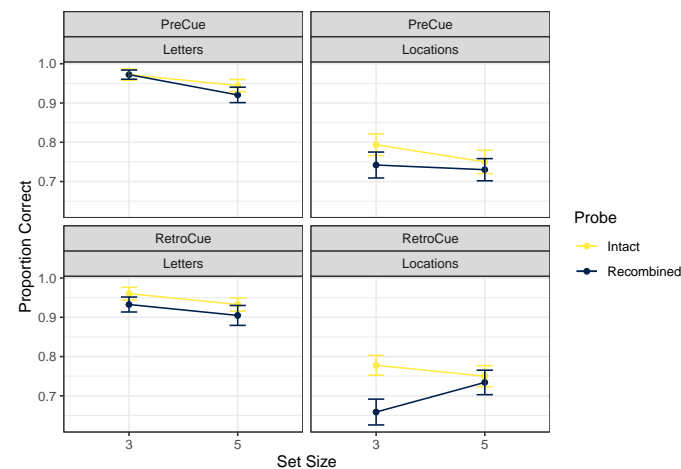 PreCue
PreCue
Letters
Locations
1.0
0.9
0.8
0.7
RetroCue
RetroCue
Letters
Locations
1.0
0.9
0.8
0.7
3
5
3
5
Set Size
Proportion Correct
Probe
Intact
Recombined